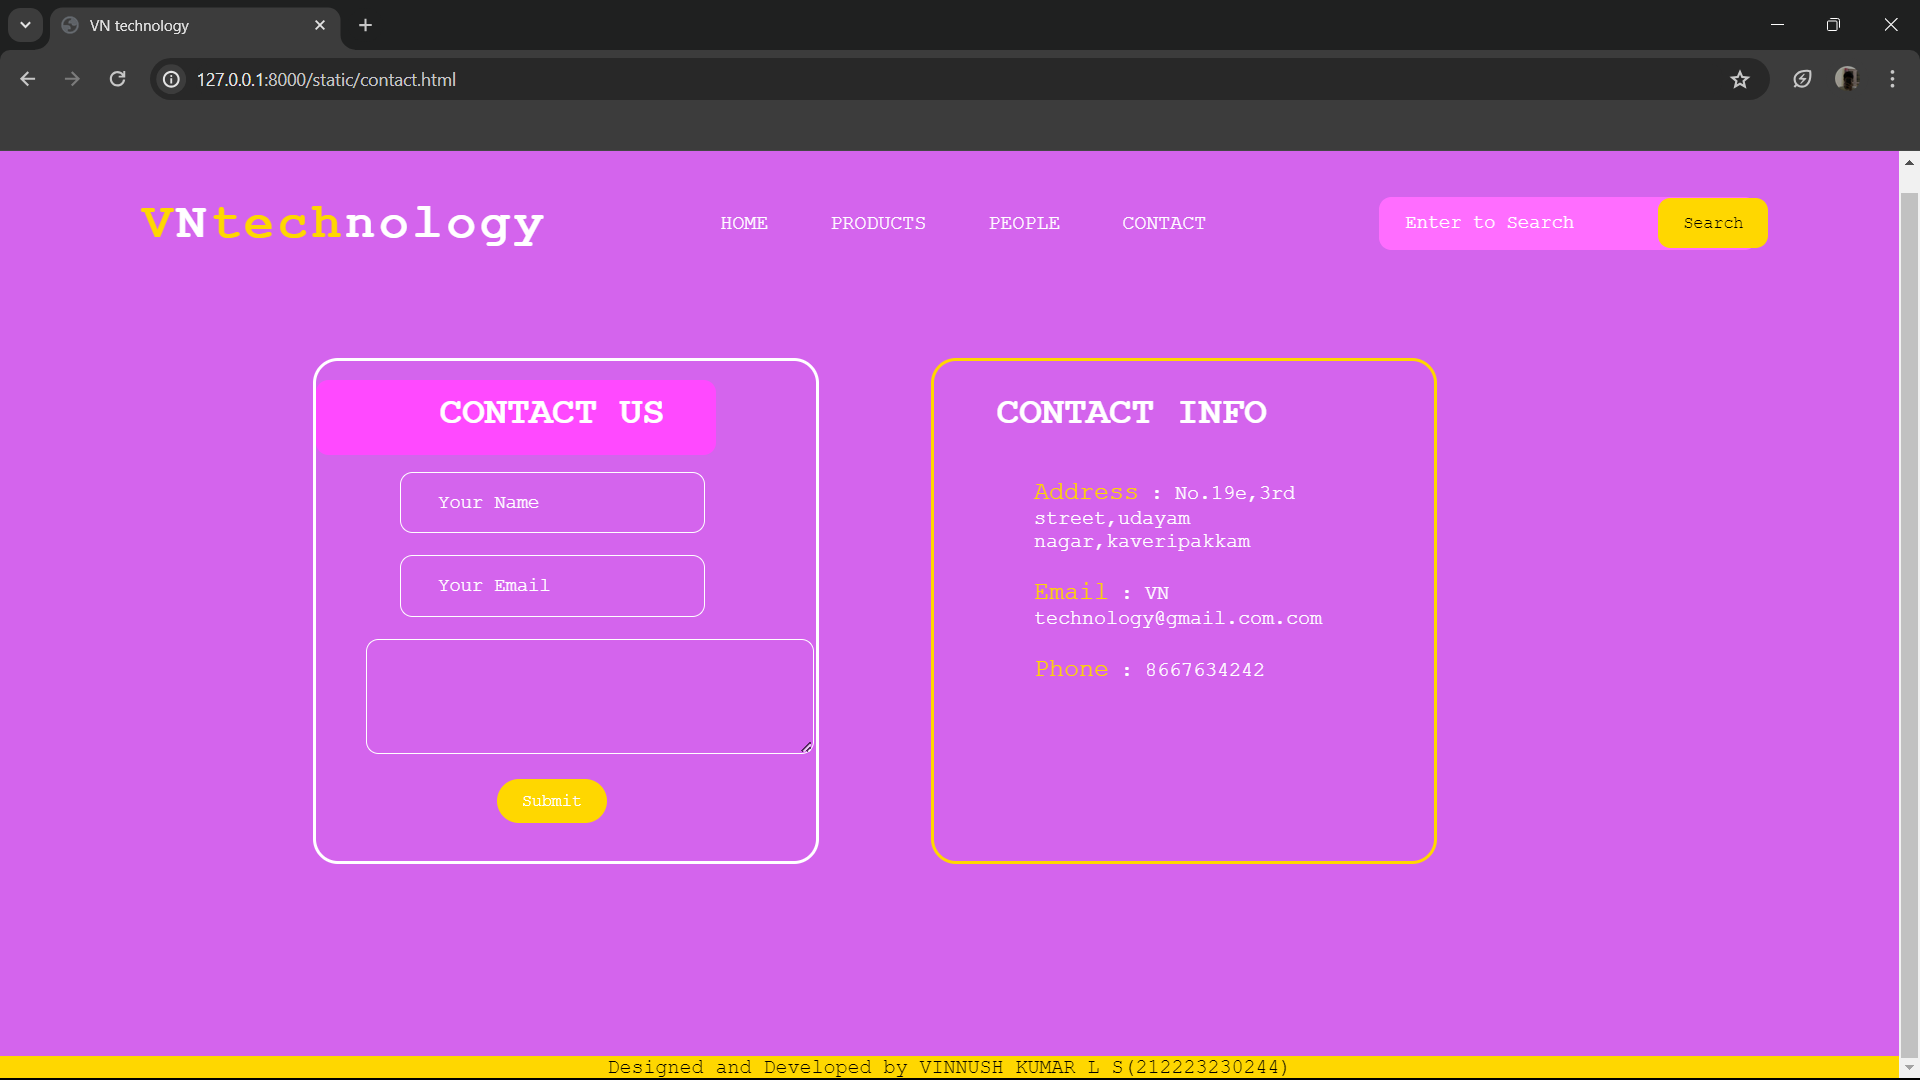 VN technology
127.0.0.1:8000/static/contact.html
VNtechnology
HOME PRODUCTS PEOPLE CONTACT
Enter to Search
Search
CONTACT US
Your Name
Your Email
Submit
CONTACT INFO
Address : No.19e,3rd
street,udayam
nagar,kaveripakkam
Email : VN
technology@gmail.com.com
Phone : 8667634242
Designed and Developed by VINNUSH KUMAR L S(212223230244)